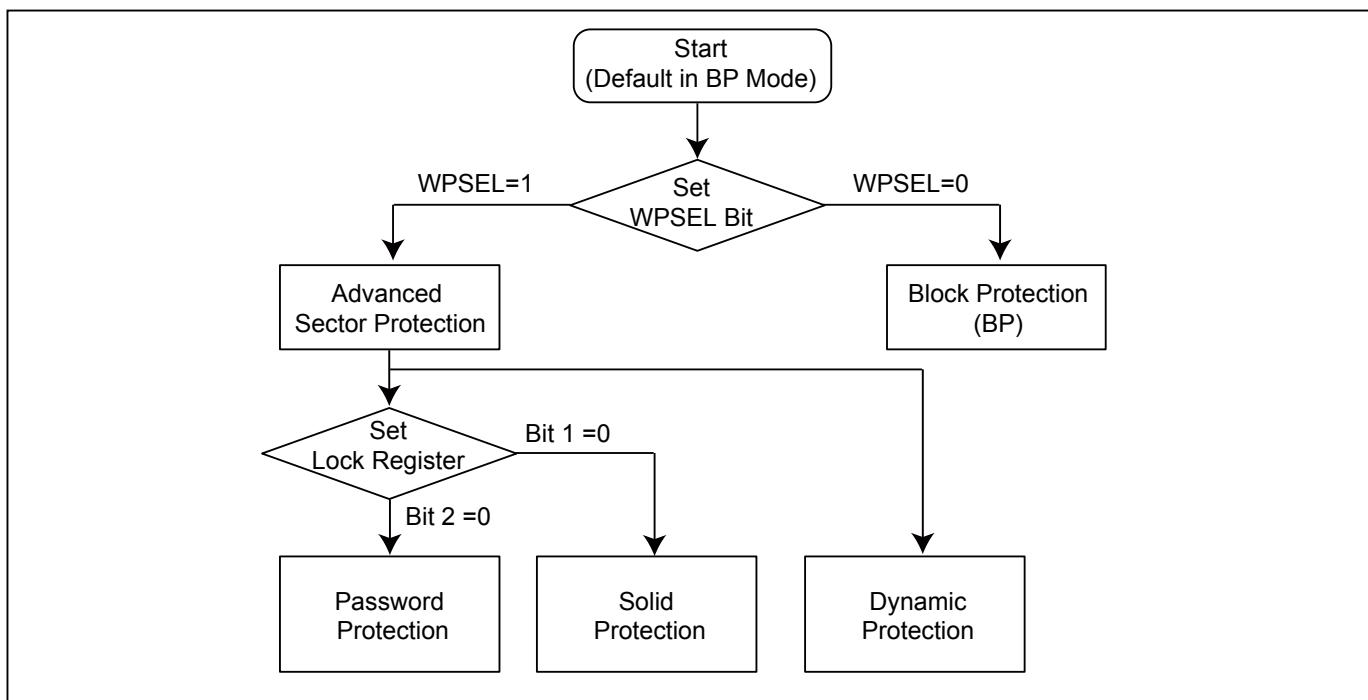 Start
(Default in BP Mode)
WPSEL=1
Set
WPSEL Bit
WPSEL=0
Advanced
Sector Protection
Block Protection
(BP)
Set
Lock Register
Bit 1 =0
Bit 2 =0
Password
Protection
Solid
Protection
Dynamic
Protection